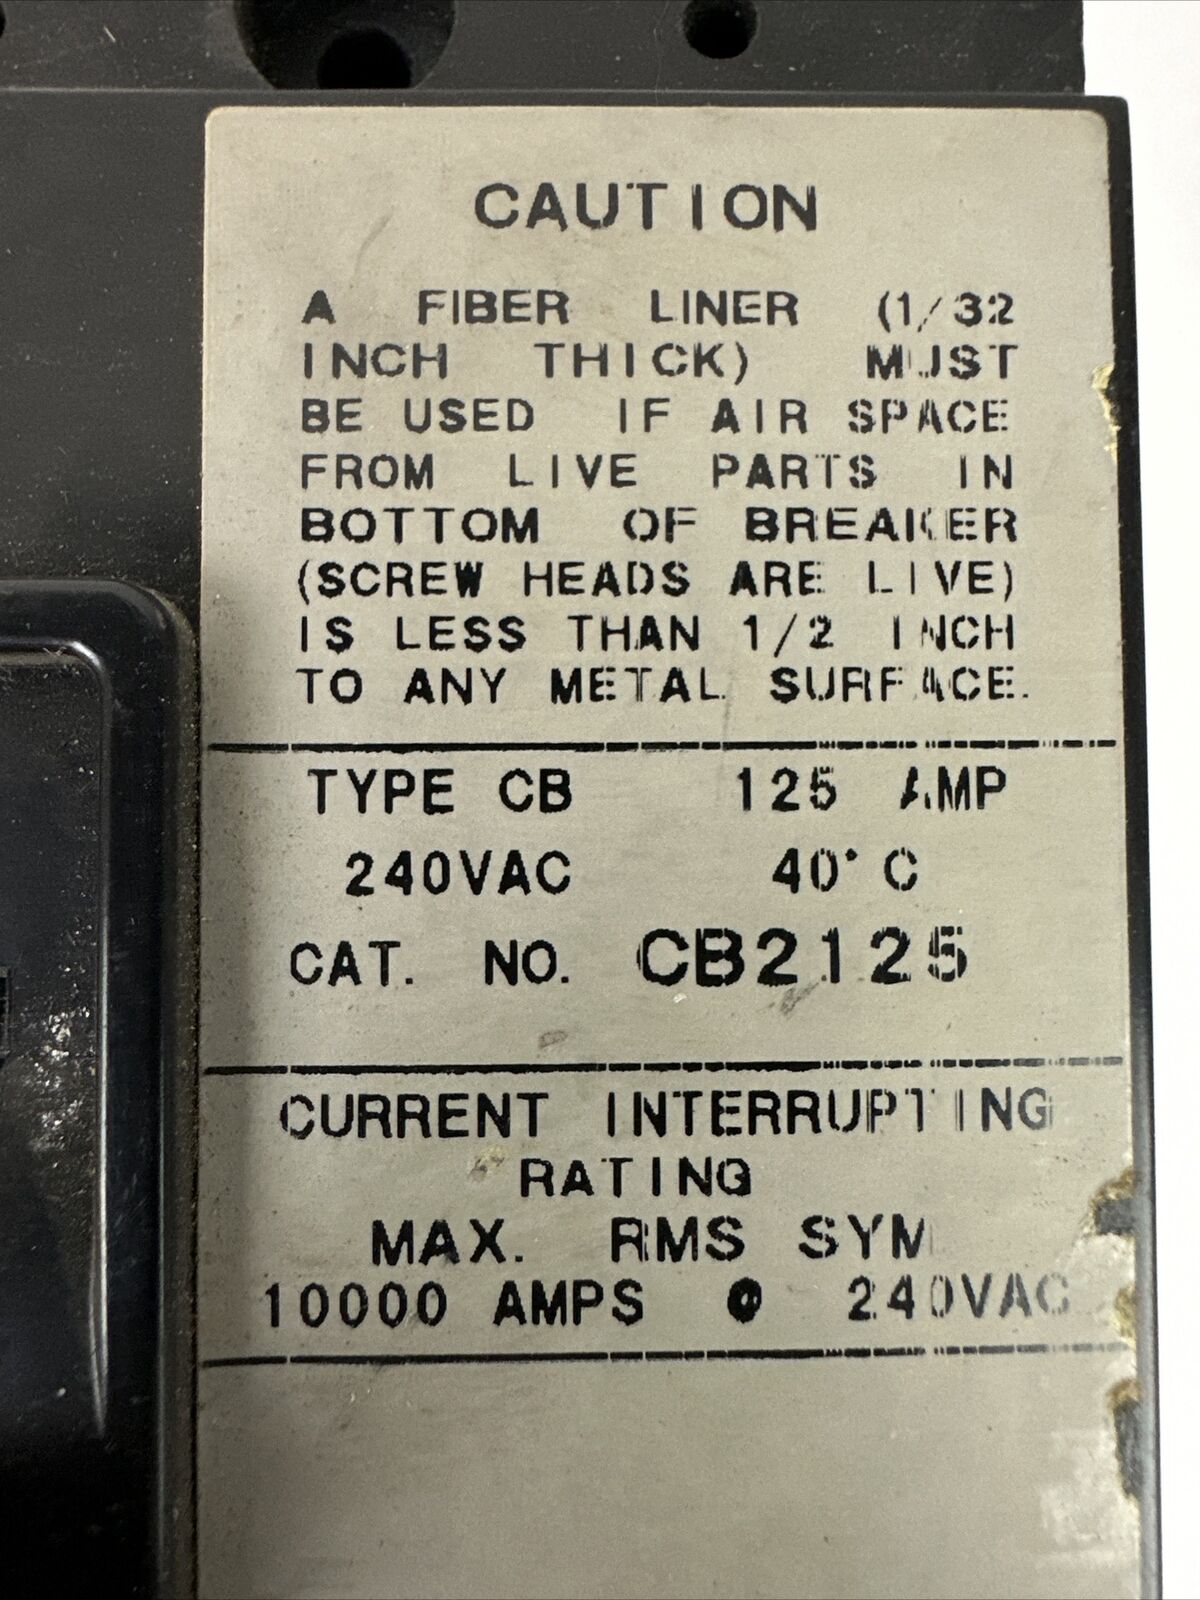 CAUTION
A FIBER LINER (1/32
INCH THICK) MUST
BE USED IF AIR SPACE
FROM LIVE PARTS IN
BOTTOM OF BREAKER
(SCREW HEADS ARE LIVE)
IS LESS THAN 1/2 INCH
TO ANY METAL SURFACE.
TYPE CB 125 AMP
240VAC 40°C
CAT. NO. CB2125
CURRENT INTERRUPTING
RATING
MAX. RMS SYM
10000 AMPS @ 240VAC